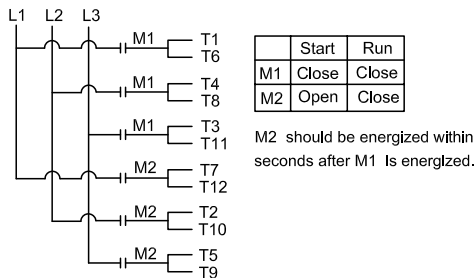 L1 L2 L3
M1 T1
T6
M1 T4
T8
M1 T3
T11
M2 T7
T12
M2 T2
T10
M2 T5
T9
Start Run
M1 Close Close
M2 Open Close
M2 should be energized within
seconds after M1 Is energized.